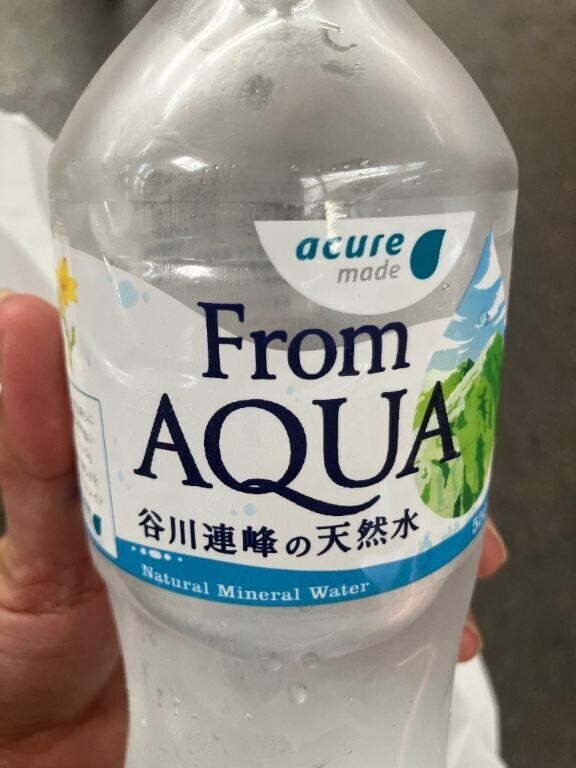 acure
made
From
AQUA
谷川連峰の天然水
Natural Mineral Water